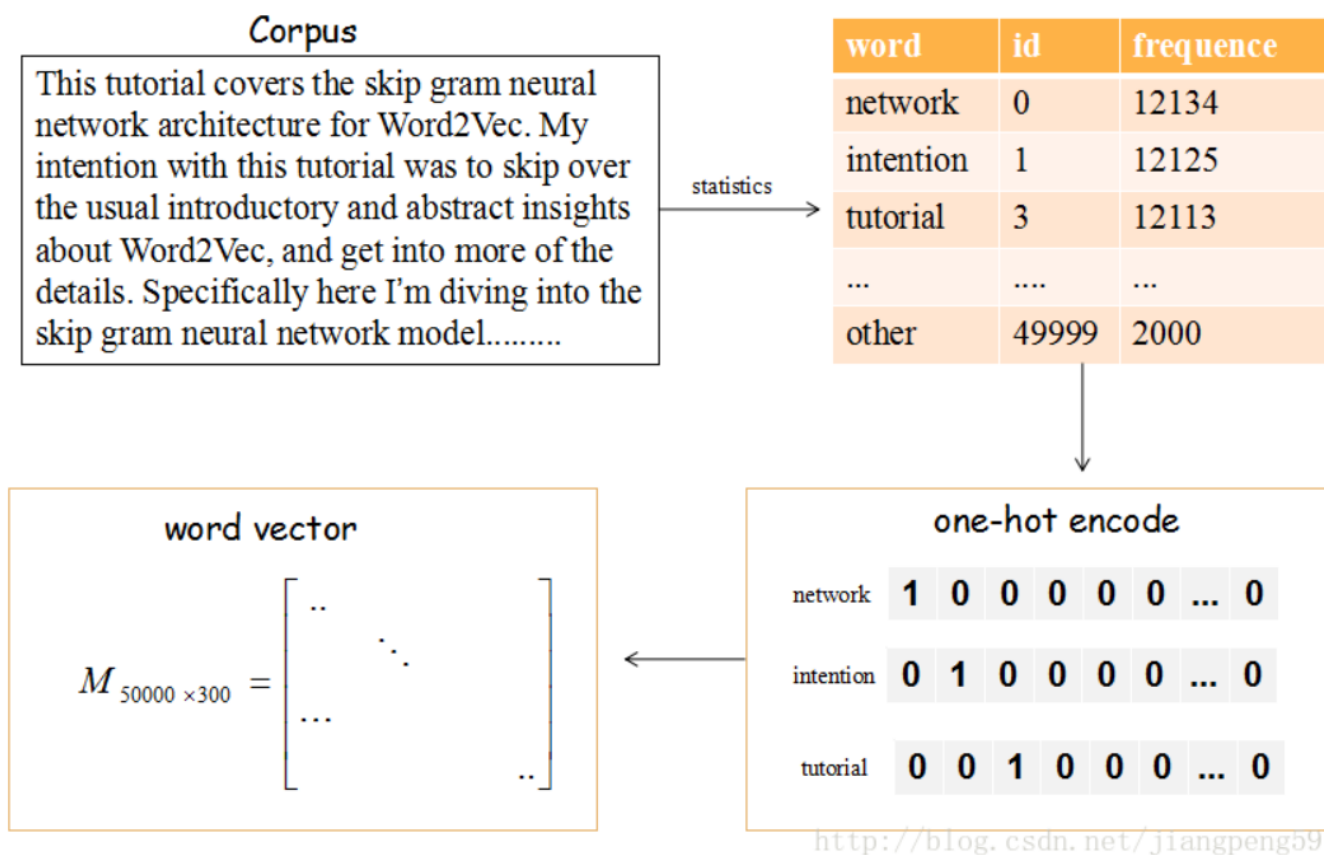 Corpus
This tutorial covers the skip gram neural
network architecture for Word2Vec. My
intention with this tutorial was to skip over
the usual introductory and abstract insights
about Word2Vec, and get into more of the
details. Specifically here I'm diving into the
skip gram neural network model.........
statistics
word id frequence
network 0 12134
intention 1 12125
tutorial 3 12113
... .... ...
other 49999 2000
one-hot encode
network 1 0 0 0 0 0 ... 0
intention 0 1 0 0 0 0 ... 0
tutorial 0 0 1 0 0 0 ... 0
word vector
M 50000 ×300 = [ .. ⋱ ... .. ]
http://blog.csdn.net/jiangpeng59